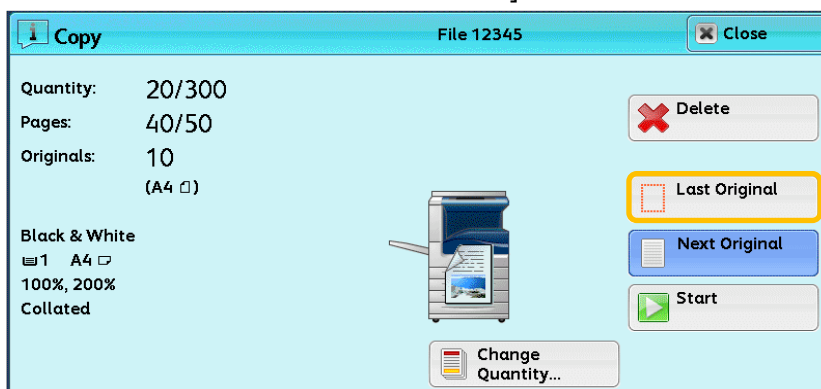 Copy
File 12345
Close
Quantity: 20/300
Pages: 40/50
Originals: 10
(A4)
Black & White
1 A4
100%, 200%
Collated
Delete
Last Original
Next Original
Start
Change
Quantity...